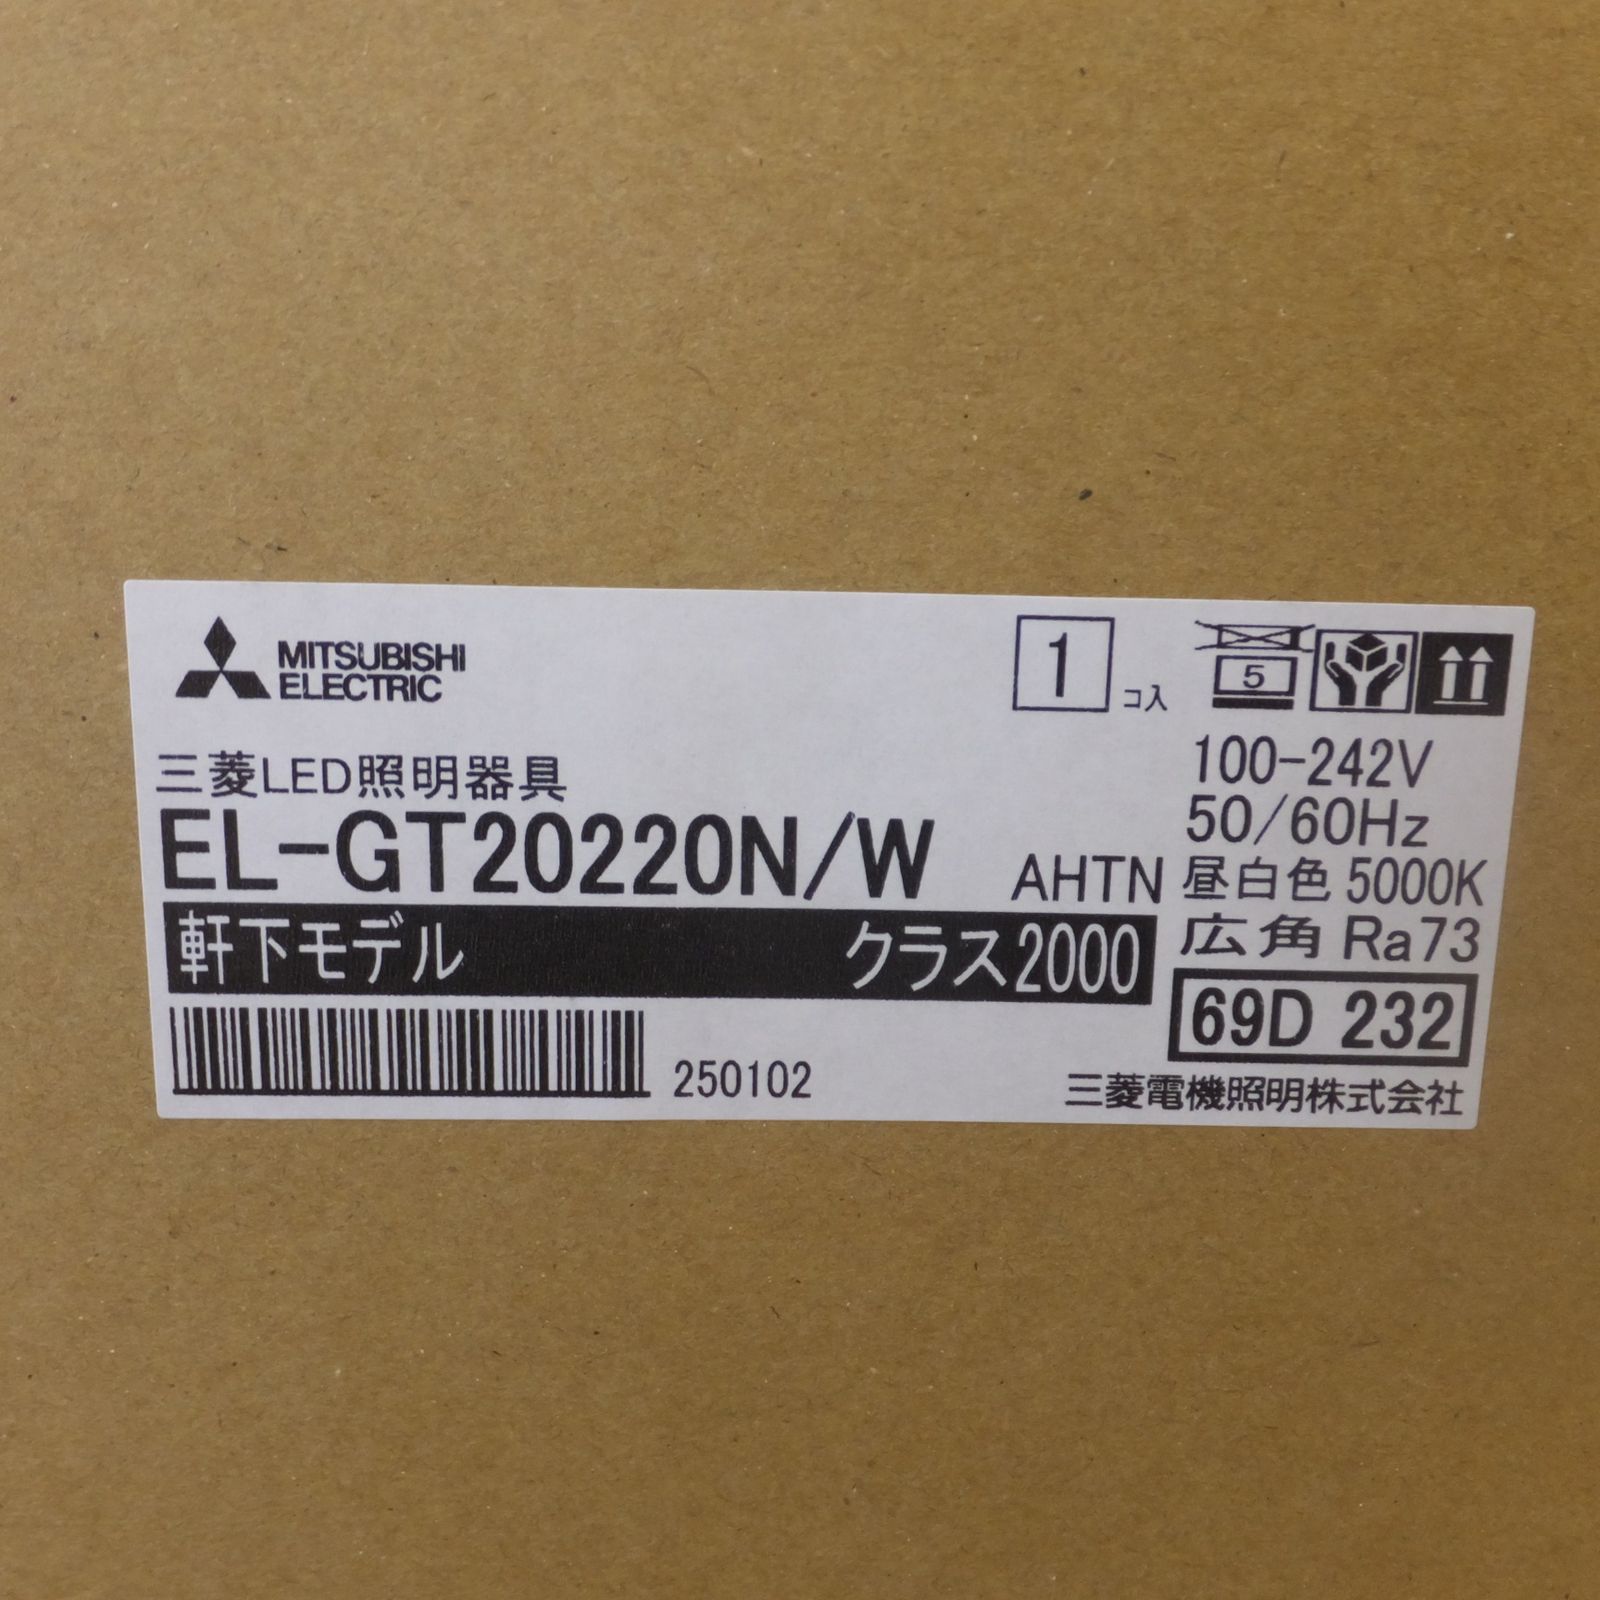 MITSUBISHI
ELECTRIC
1 コ入
5
三菱LED照明器具
EL-GT20220N/W AHTN
軒下モデル クラス2000
250102
100-242V
50/60Hz
昼白色 5000K
広角 Ra73
69D 232
三菱電機照明株式会社